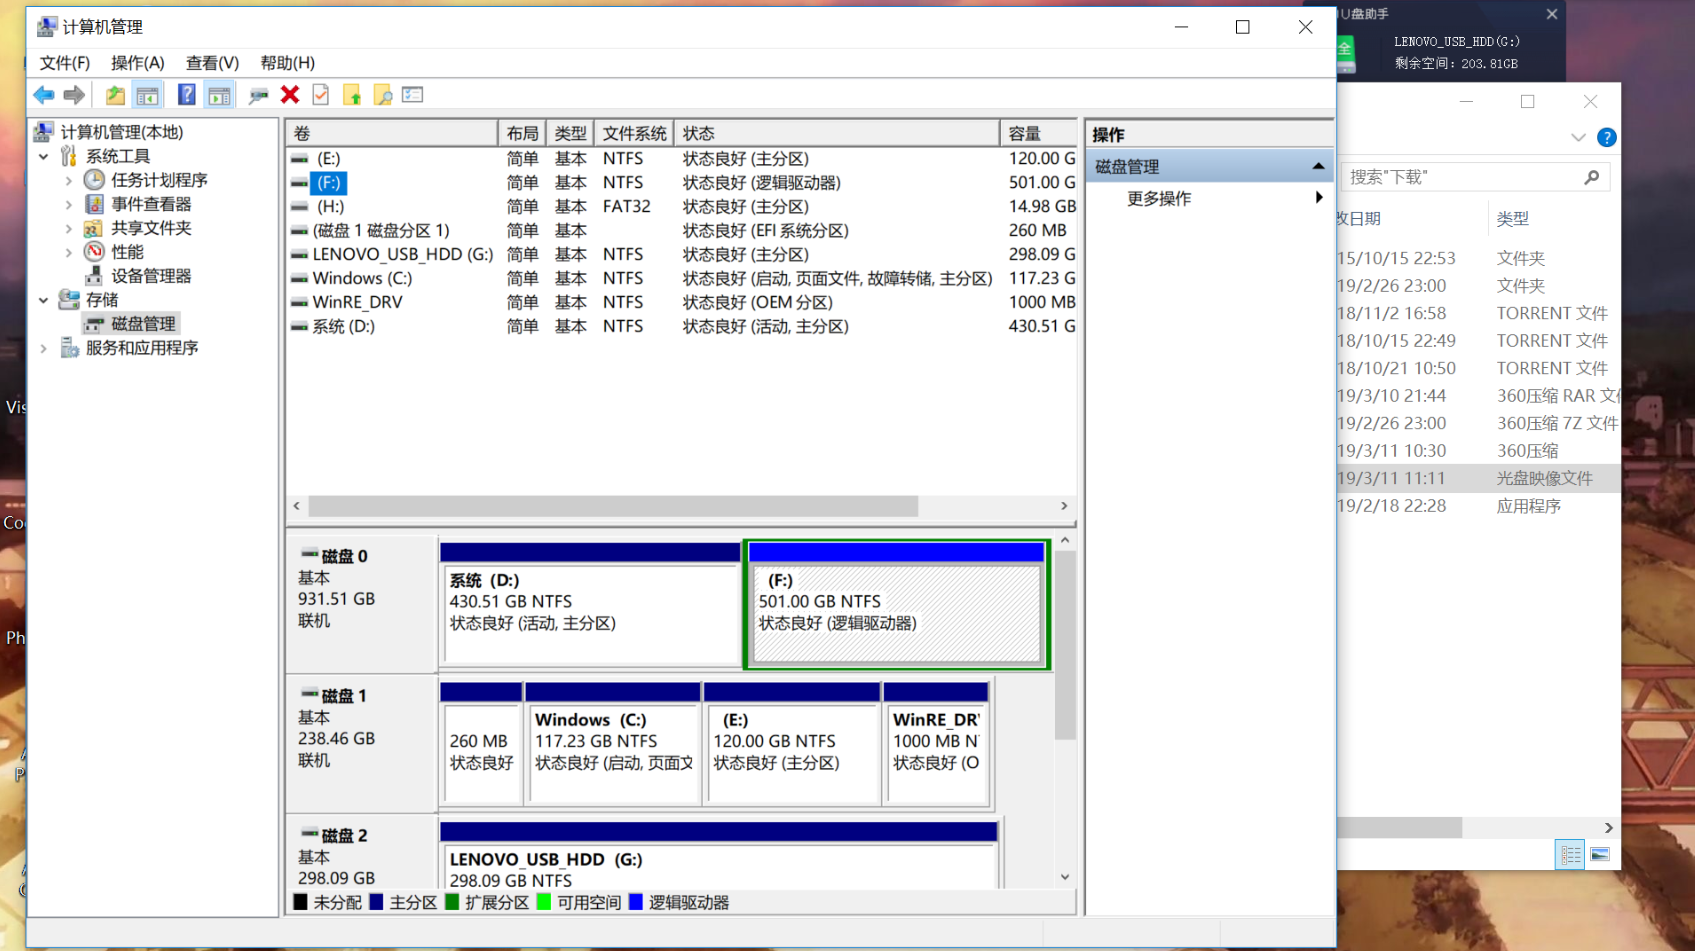 计算机管理
文件(F) 操作(A) 查看(V) 帮助(H)
计算机管理(本地)
系统工具
任务计划程序
事件查看器
共享文件夹
性能
设备管理器
存储
磁盘管理
服务和应用程序
卷 布局 类型 文件系统 状态 容量
(E:) 简单 基本 NTFS 状态良好 (主分区) 120.00 G
(F:) 简单 基本 NTFS 状态良好 (逻辑驱动器) 501.00 G
(H:) 简单 基本 FAT32 状态良好 (主分区) 14.98 GB
(磁盘 1 磁盘分区 1) 简单 基本 状态良好 (EFI 系统分区) 260 MB
LENOVO_USB_HDD (G:) 简单 基本 NTFS 状态良好 (主分区) 298.09 G
Windows (C:) 简单 基本 NTFS 状态良好 (启动, 页面文件, 故障转储, 主分区) 117.23 G
WinRE_DRV 简单 基本 NTFS 状态良好 (OEM 分区) 1000 MB
系统 (D:) 简单 基本 NTFS 状态良好 (活动, 主分区) 430.51 G
磁盘 0
基本
931.51 GB
联机
系统 (D:)
430.51 GB NTFS
状态良好 (活动, 主分区)
(F:)
501.00 GB NTFS
状态良好 (逻辑驱动器)
磁盘 1
基本
238.46 GB
联机
260 MB
状态良好
Windows (C:)
117.23 GB NTFS
状态良好 (启动, 页面文
(E:)
120.00 GB NTFS
状态良好 (主分区)
WinRE_DR
1000 MB N
状态良好 (O
磁盘 2
基本
298.09 GB
LENOVO_USB_HDD (G:)
298.09 GB NTFS
未分配 主分区 扩展分区 可用空间 逻辑驱动器
操作
磁盘管理
更多操作
U盘助手
全
LENOVO_USB_HDD(G:)
剩余空间: 203.81GB
搜索"下载"
改日期 类型
15/10/15 22:53 文件夹
19/2/26 23:00 文件夹
18/11/2 16:58 TORRENT 文件
18/10/15 22:49 TORRENT 文件
18/10/21 10:50 TORRENT 文件
19/3/10 21:44 360压缩 RAR 文件
19/2/26 23:00 360压缩 7Z 文件
19/3/11 10:30 360压缩
19/3/11 11:11 光盘映像文件
19/2/18 22:28 应用程序
Vis
Coo
Ph